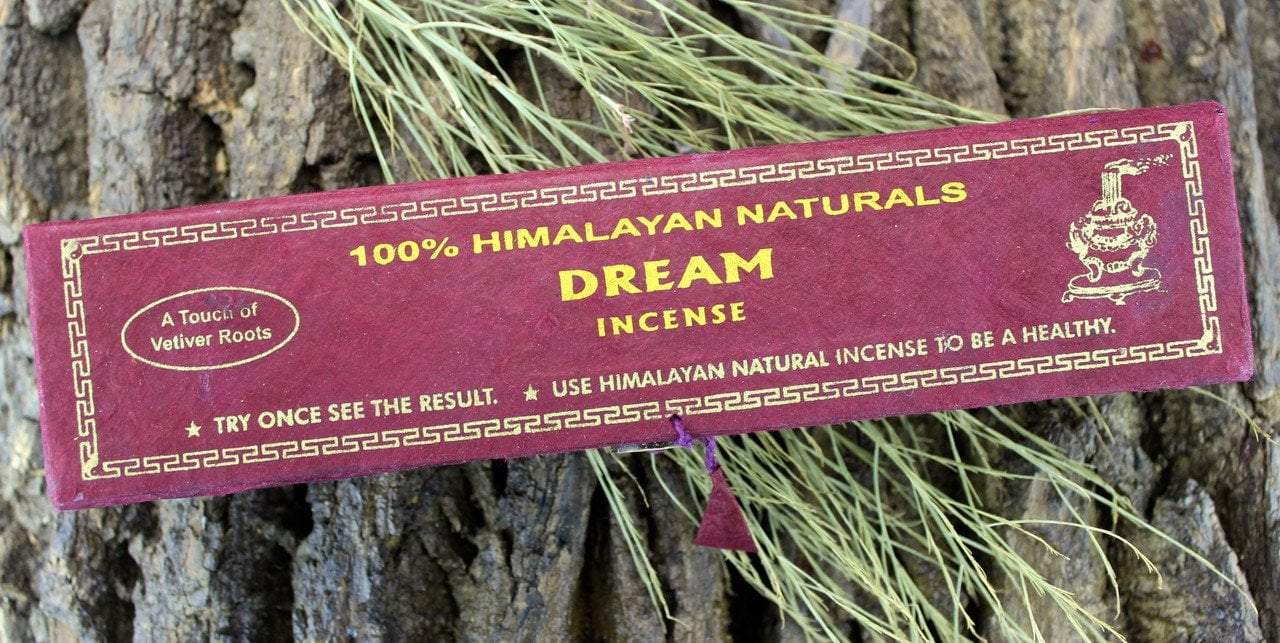 100% HIMALAYAN NATURALS
DREAM
INCENSE
A Touch of
Vetiver Roots
★ TRY ONCE SEE THE RESULT. ★ USE HIMALAYAN NATURAL INCENSE TO BE A HEALTHY.